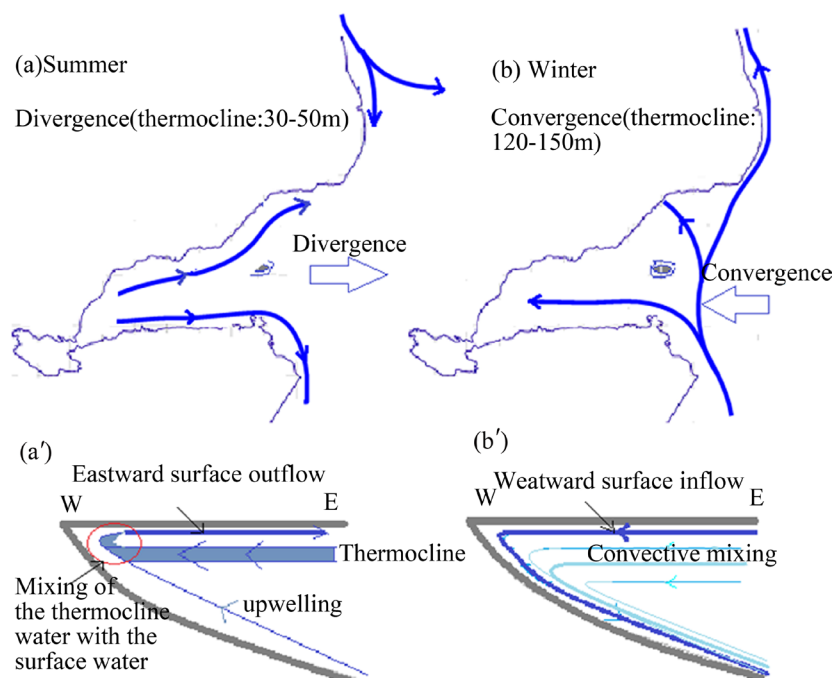 (a)Summer
Divergence(thermocline:30-50m)
Divergence
(b) Winter
Convergence(thermocline:
120-150m)
Convergence
(a′)
Eastward surface outflow
W
E
Thermocline
upwelling
Mixing of
the thermocline
water with the
surface water
(b′)
Weatward surface inflow
W
E
Convective mixing